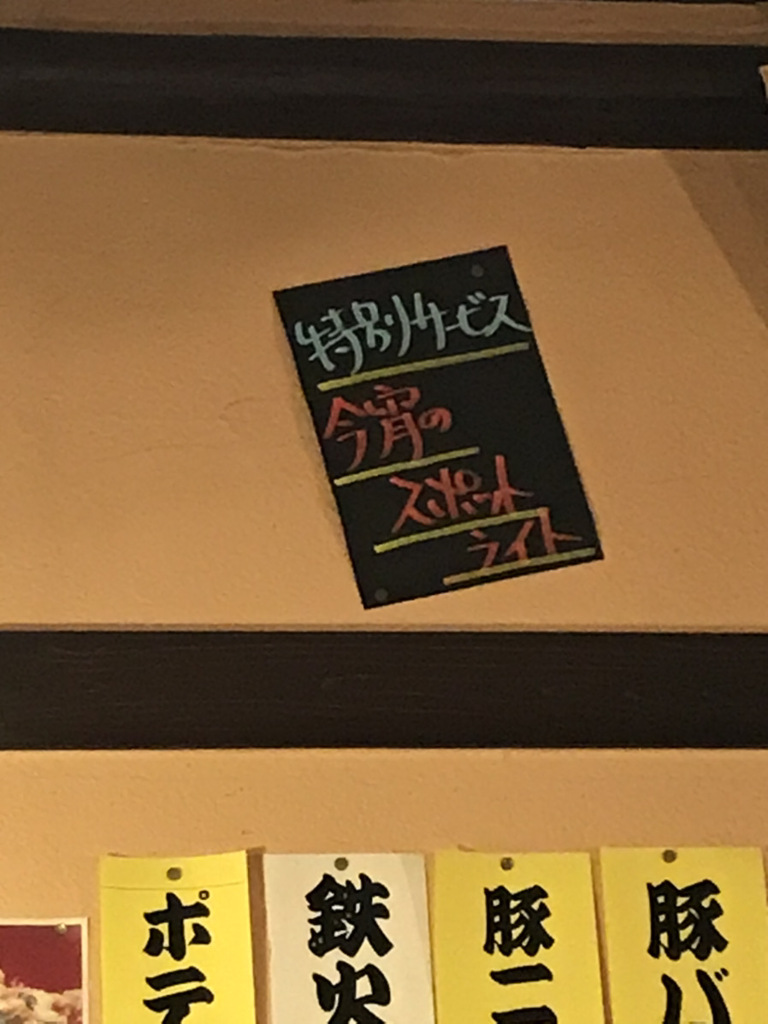 特別サービス
今宵の
スポット
ライト
ポテ
鉄火
豚ニ
豚バ